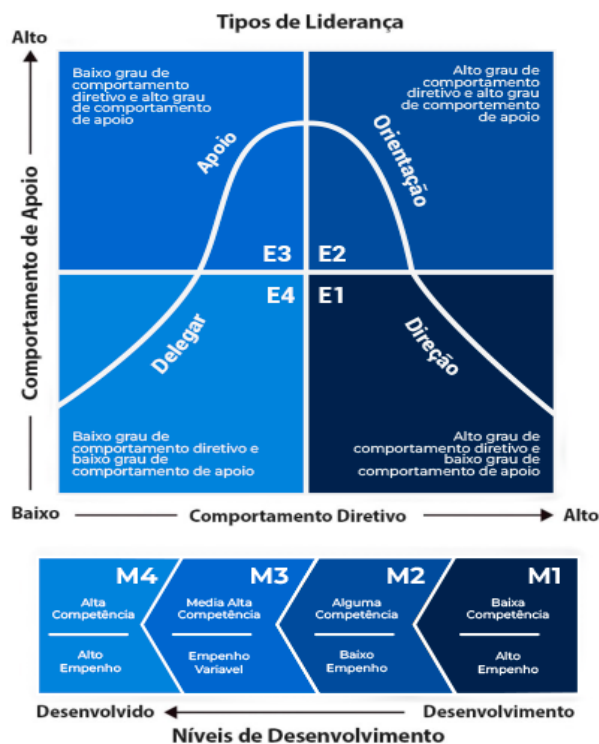 Tipos de Liderança
Alto
Comportamento de Apoio
Baixo grau de
comportamento
diretivo e alto grau
de comportamento
de apoio
Alto grau de
comportamento
diretivo e alto grau
de comportemento
de apoio
Apoio
Orientação
E3
E2
E4
E1
Delegar
Direção
Baixo grau de
comportamento diretivo e
baixo grau de
comportamento de apoio
Alto grau de
comportamento diretivo e
baixo grau de
comportamento de apoio
Baixo
Comportamento Diretivo
Alto
M4
Alta
Competência
Alto
Empenho
M3
Media Alta
Competência
Empenho
Variavel
M2
Alguma
Competência
Baixo
Empenho
M1
Baixa
Competência
Alto
Empenho
Desenvolvido
Desenvolvimento
Níveis de Desenvolvimento